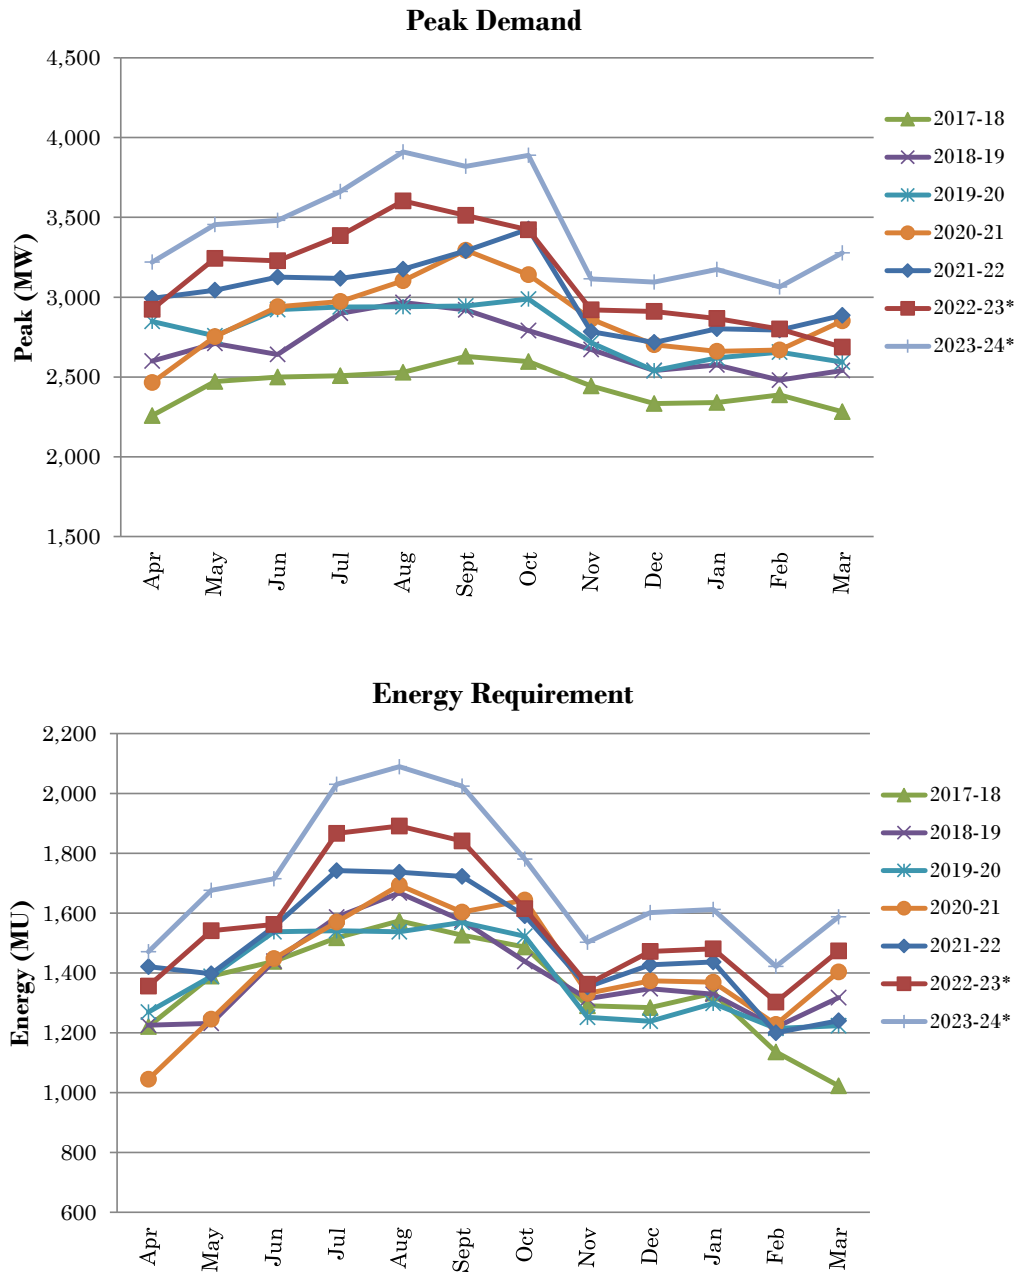 Peak Demand
4,500
4,000
3,500
3,000
2,500
2,000
1,500
Peak (MW)
Apr
May
Jun
Jul
Aug
Sept
Oct
Nov
Dec
Jan
Feb
Mar
2017-18
2018-19
2019-20
2020-21
2021-22
2022-23*
2023-24*
Energy Requirement
2,200
2,000
1,800
1,600
1,400
1,200
1,000
800
600
Energy (MU)
Apr
May
Jun
Jul
Aug
Sept
Oct
Nov
Dec
Jan
Feb
Mar
2017-18
2018-19
2019-20
2020-21
2021-22
2022-23*
2023-24*